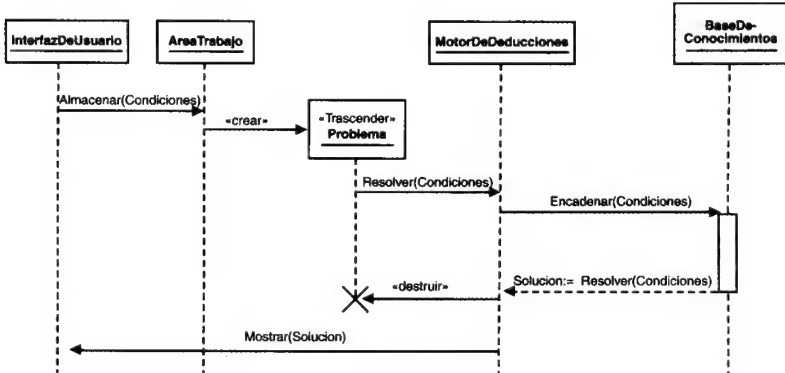 InterfazDeUsuario
AreaTrabajo
MotorDeDeducciones
BaseDe-
Conocimientos
Almacenar(Condiciones)
«crear»
«Trascender»
Problema
Resolver(Condiciones)
Encadenar(Condiciones)
Solucion:= Resolver(Condiciones)
«destruir»
Mostrar(Solucion)